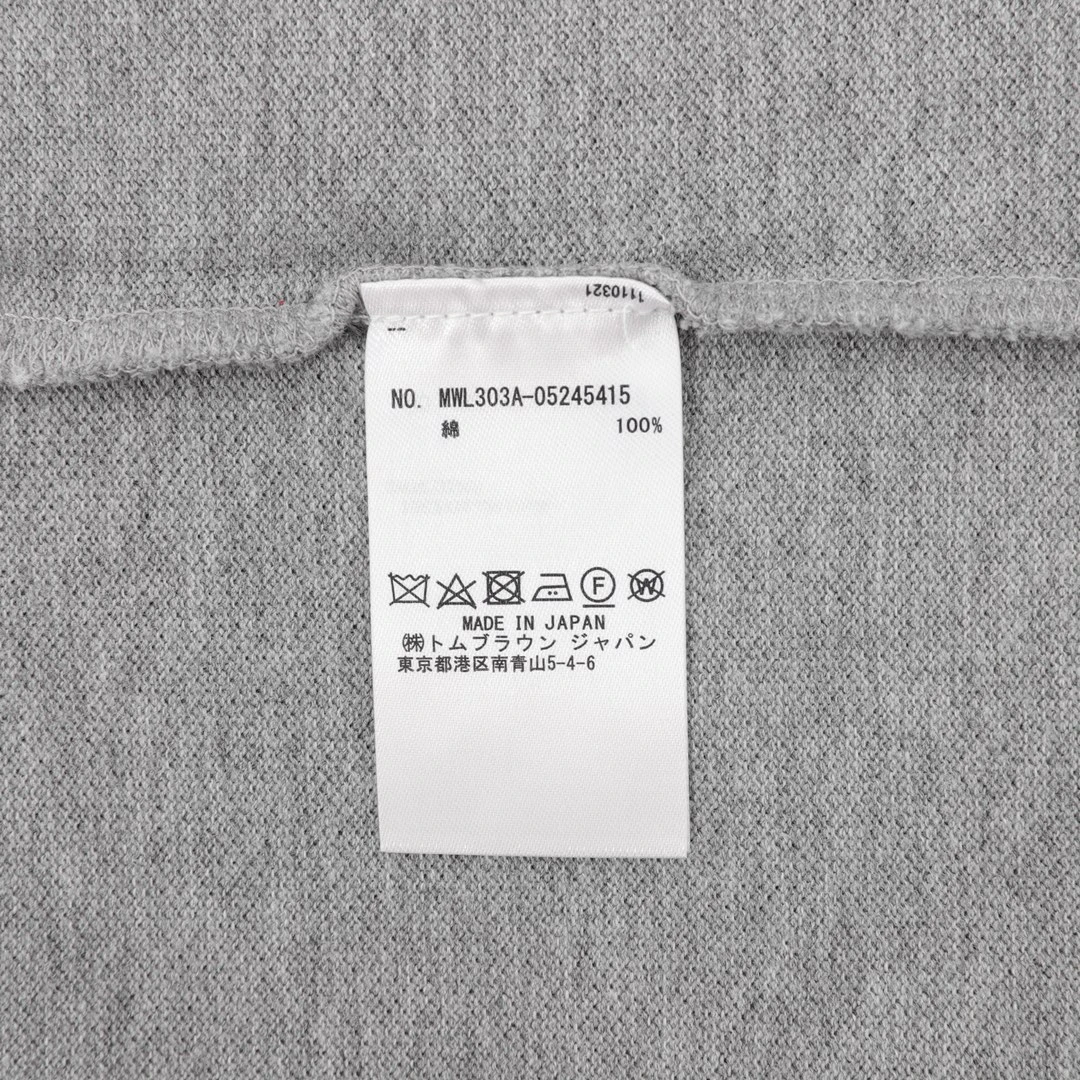 1110321
NO. MWL303A-05245415
綿 100%
F W
MADE IN JAPAN
㈱トムブラウン ジャパン
東京都港区南青山5-4-6